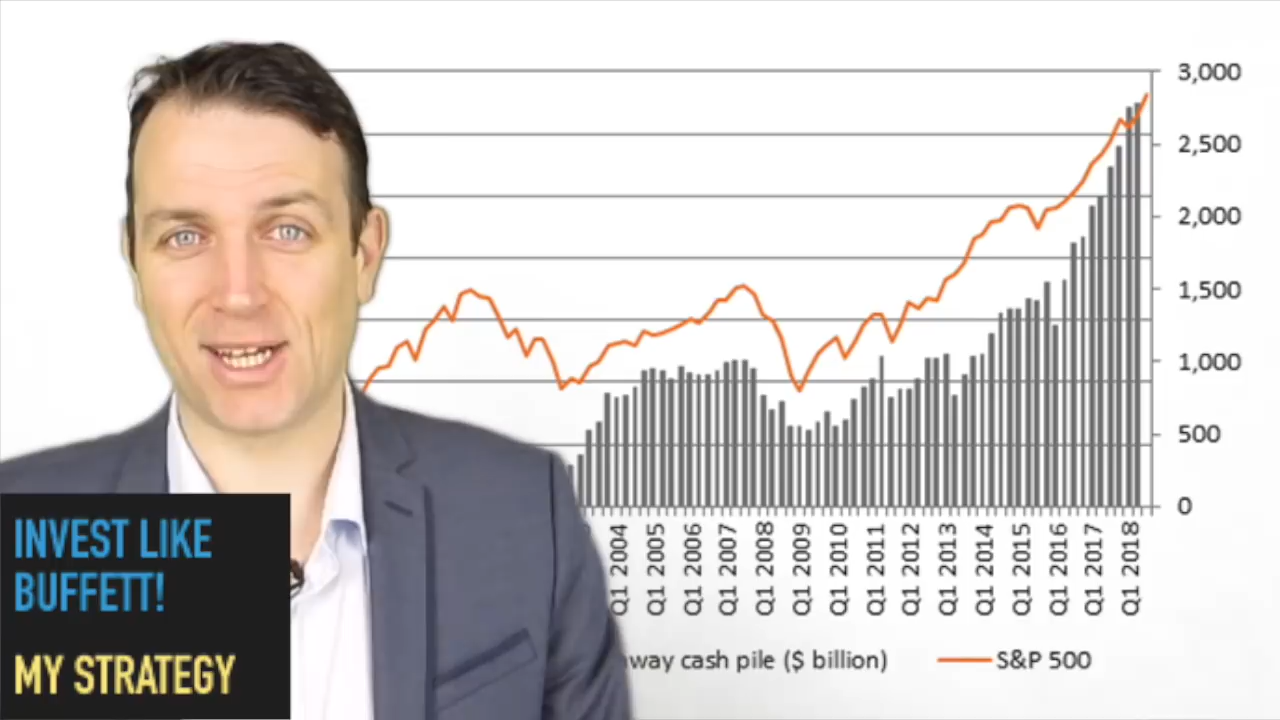 3,000
2,500
2,000
1,500
1,000
500
0
Q1 2004
Q1 2005
Q1 2006
Q1 2007
Q1 2008
Q1 2009
Q1 2010
Q1 2011
Q1 2012
Q1 2013
Q1 2014
Q1 2015
Q1 2016
Q1 2017
Q1 2018
cash pile ($ billion)
S&P 500
INVEST LIKE
BUFFETT!
MY STRATEGY